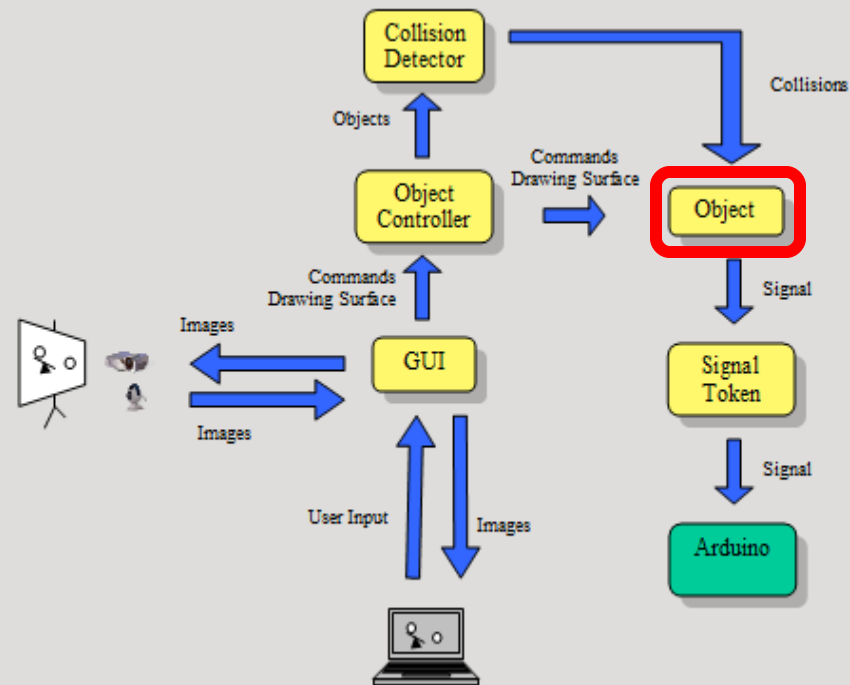 Collision
Detector
Collisions
Objects
Commands
Drawing Surface
Object
Controller
Object
Commands
Drawing Surface
Signal
Images
GUI
Signal
Token
Images
Signal
User Input
Images
Arduino